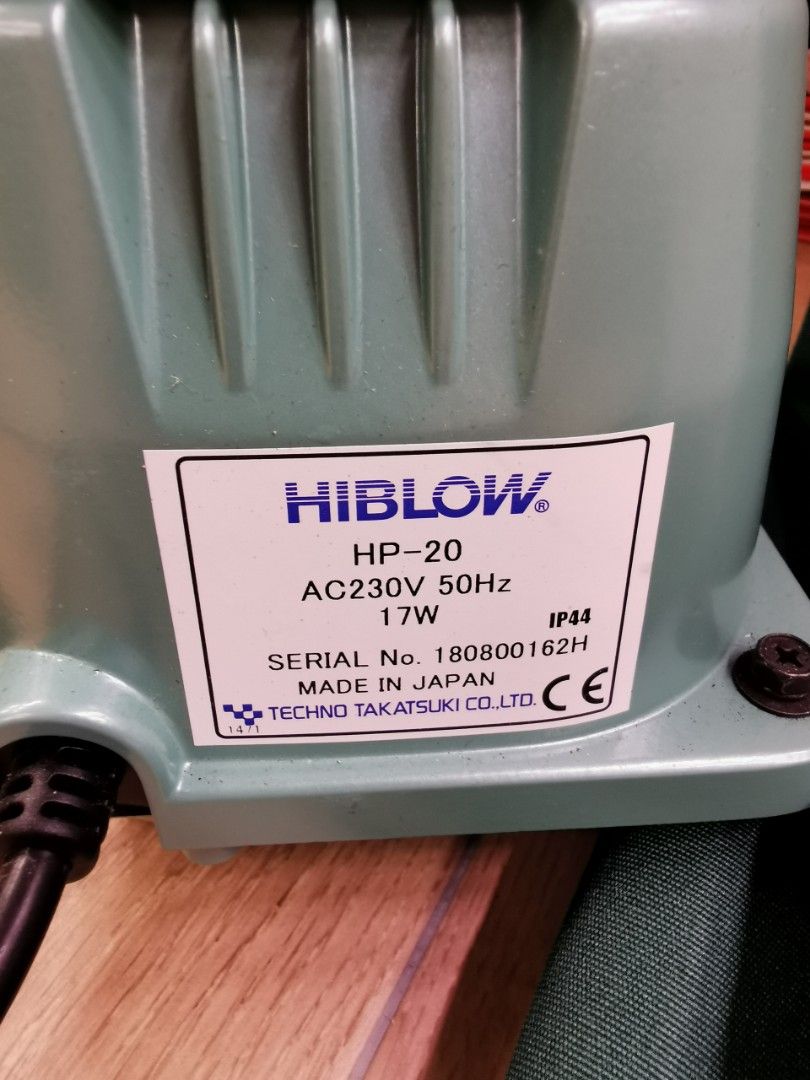 HIBLOW®
HP-20
AC230V 50Hz
17W
IP44
SERIAL No. 180800162H
MADE IN JAPAN
TECHNO TAKATSUKI CO.,LTD. CE
1471